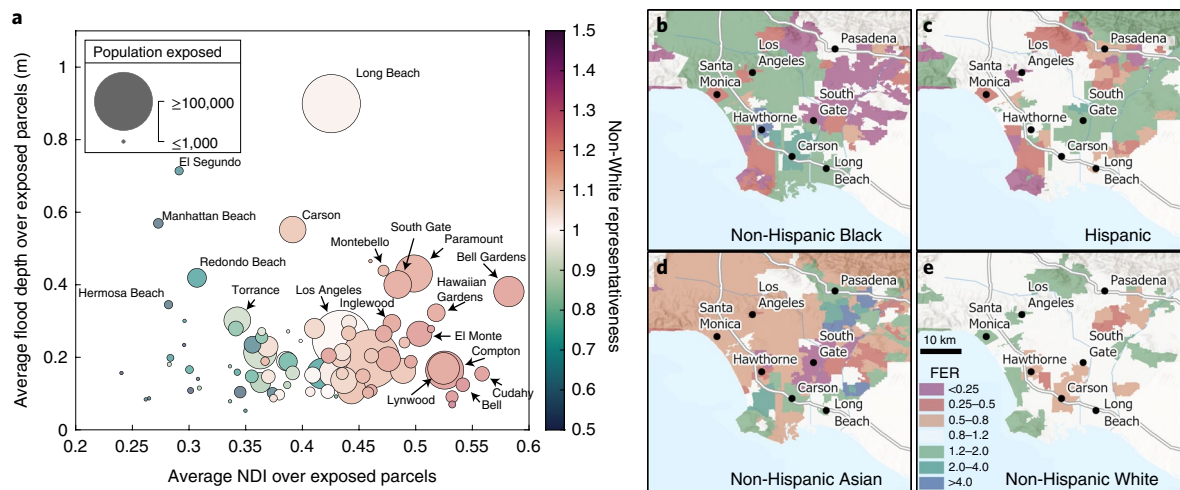 a
Population exposed
≥100,000
≤1,000
Average flood depth over exposed parcels (m)
1
0.8
0.6
0.4
0.2
0
0.2
0.25
0.3
0.35
0.4
0.45
0.5
0.55
0.6
Average NDI over exposed parcels
Long Beach
El Segundo
Manhattan Beach
Carson
Redondo Beach
Hermosa Beach
Torrance
Los Angeles
Montebello
South Gate
Paramount
Bell Gardens
Hawaiian
Gardens
Inglewood
El Monte
Compton
Lynwood
Cudahy
Bell
1.5
1.4
1.3
1.2
1.1
1.0
0.9
0.8
0.7
0.6
0.5
Non-White representativeness
b
Pasadena
Los
Angeles
Santa
Monica
South
Gate
Hawthorne
Carson
Long
Beach
Non-Hispanic Black
c
Pasadena
Los
Angeles
Santa
Monica
South
Gate
Hawthorne
Carson
Long
Beach
Hispanic
d
Pasadena
Los
Angeles
Santa
Monica
South
Gate
Hawthorne
Carson
Long
Beach
Non-Hispanic Asian
e
Pasadena
Los
Angeles
Santa
Monica
South
Gate
Hawthorne
Carson
Long
Beach
10 km
FER
<0.25
0.25–0.5
0.5–0.8
0.8–1.2
1.2–2.0
2.0–4.0
>4.0
Non-Hispanic White